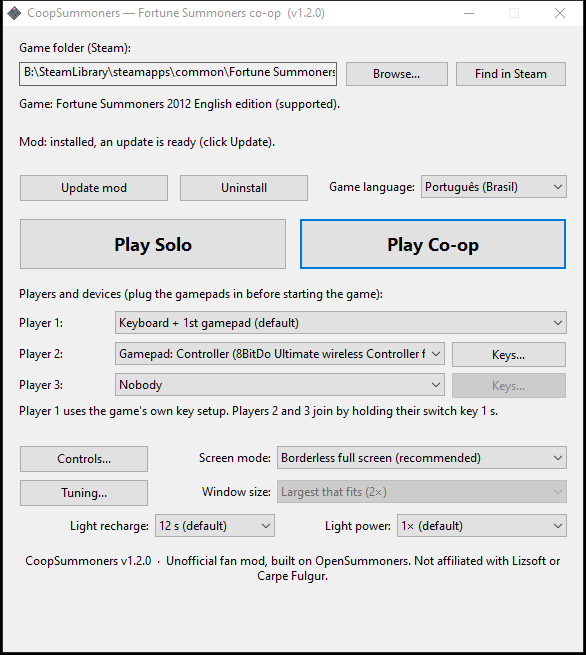 CoopSummoners — Fortune Summoners co-op (v1.2.0)
Game folder (Steam):
B:\SteamLibrary\steamapps\common\Fortune Summoners
Browse...
Find in Steam
Game: Fortune Summoners 2012 English edition (supported).
Mod: installed, an update is ready (click Update).
Update mod
Uninstall
Game language:
Português (Brasil)
Play Solo
Play Co-op
Players and devices (plug the gamepads in before starting the game):
Player 1:
Keyboard + 1st gamepad (default)
Player 2:
Gamepad: Controller (8BitDo Ultimate wireless Controller f
Keys...
Player 3:
Nobody
Keys...
Player 1 uses the game's own key setup. Players 2 and 3 join by holding their switch key 1 s.
Controls...
Screen mode:
Borderless full screen (recommended)
Tuning...
Window size:
Largest that fits (2×)
Light recharge:
12 s (default)
Light power:
1× (default)
CoopSummoners v1.2.0 · Unofficial fan mod, built on OpenSummoners. Not affiliated with Lizsoft or
Carpe Fulgur.